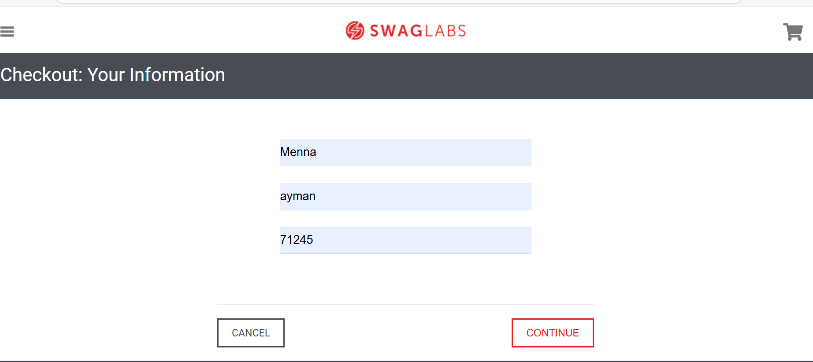 SWAGLABS
Checkout: Your Information
Menna
ayman
71245
CANCEL
CONTINUE